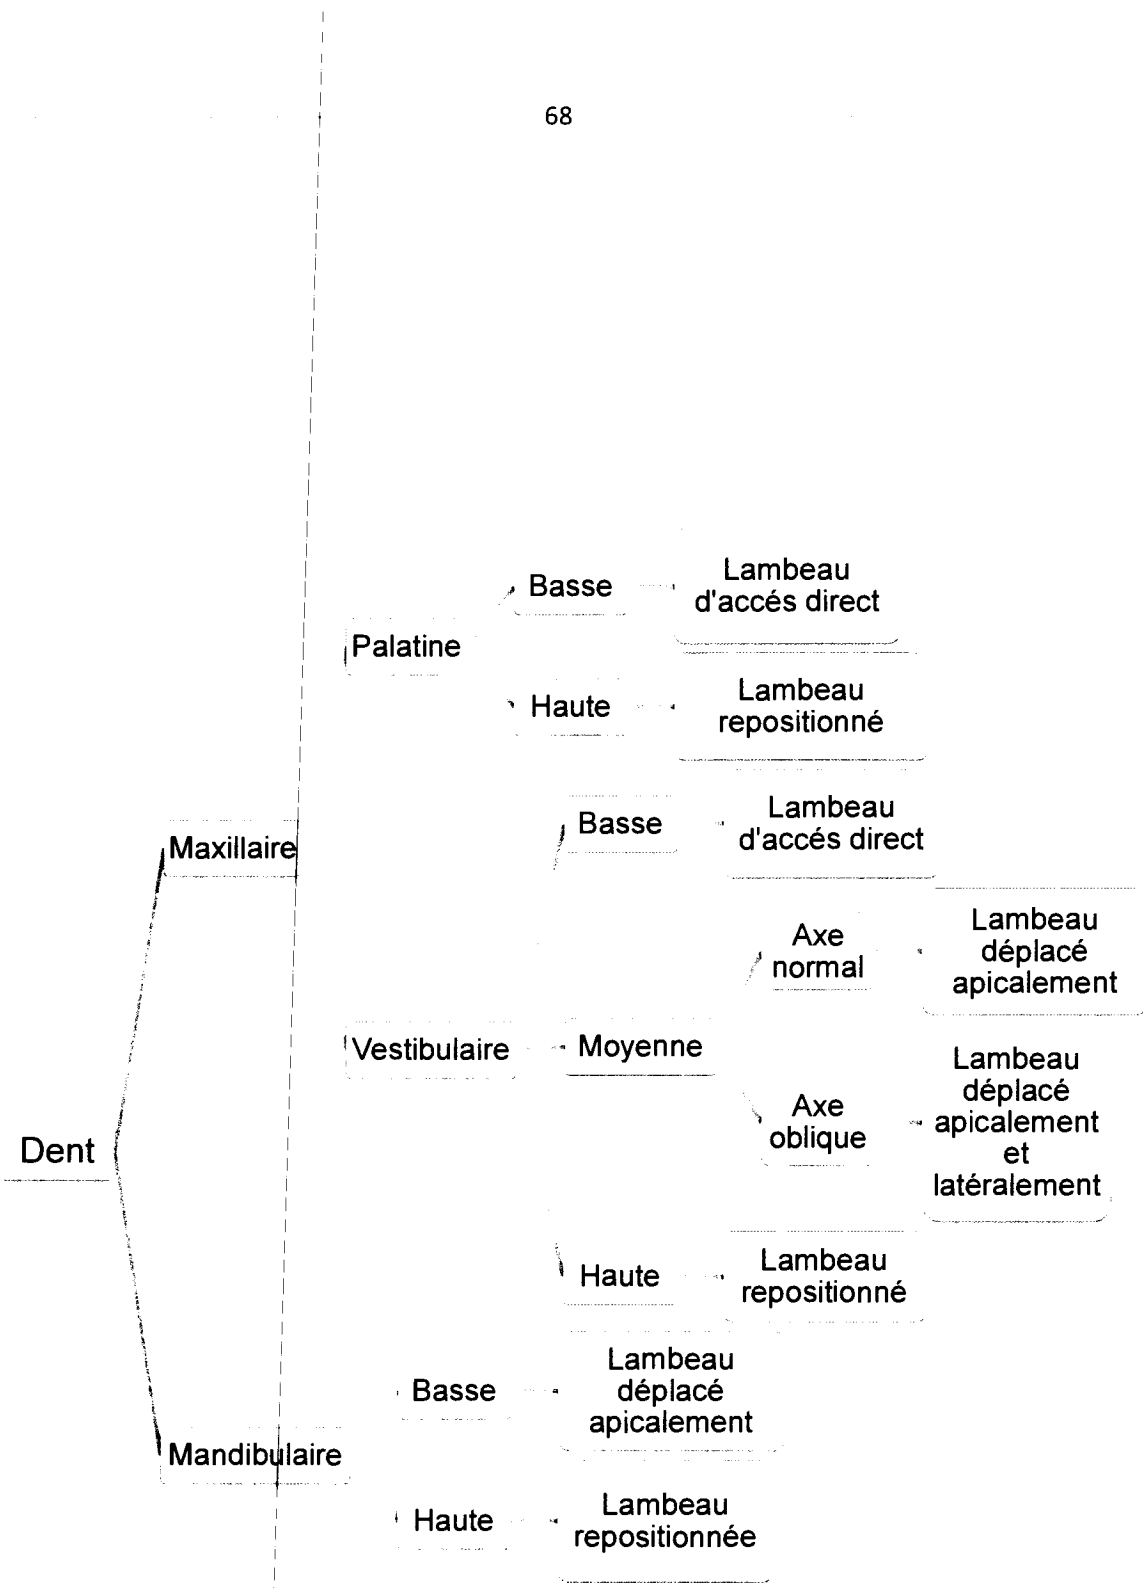 68
Basse
Lambeau
d'accés direct
Palatine
Haute
Lambeau
repositionné
Maxillaire
Basse
Lambeau
d'accés direct
Axe
normal
Lambeau
déplacé
apicalement
Vestibulaire
Moyenne
Axe
oblique
Lambeau
déplacé
apicalement
et
latéralement
Haute
Lambeau
repositionné
Dent
Basse
Lambeau
déplacé
apicalement
Mandibulaire
Haute
Lambeau
repositionnée